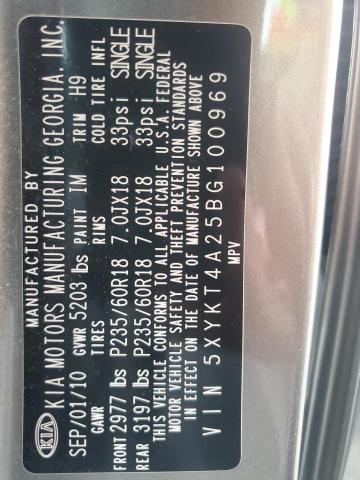 MANUFACTURED BY
KIA KIA MOTORS MANUFACTURING GEORGIA, INC.
SEP/01/10 GVWR 5203 lbs PAINT IM TRIM H9
GAWR TIRES RIMS COLD TIRE INFL
FRONT 2977 lbs P235/60R18 7.0JX18 33psi SINGLE
REAR 3197 lbs P235/60R18 7.0JX18 33psi SINGLE
THIS VEHICLE CONFORMS TO ALL APPLICABLE U.S.A. FEDERAL
MOTOR VEHICLE SAFETY AND THEFT PREVENTION STANDARDS
IN EFFECT ON THE DATE OF MANUFACTURE SHOWN ABOVE
VIN 5XYKT4A25BG100969
MPV